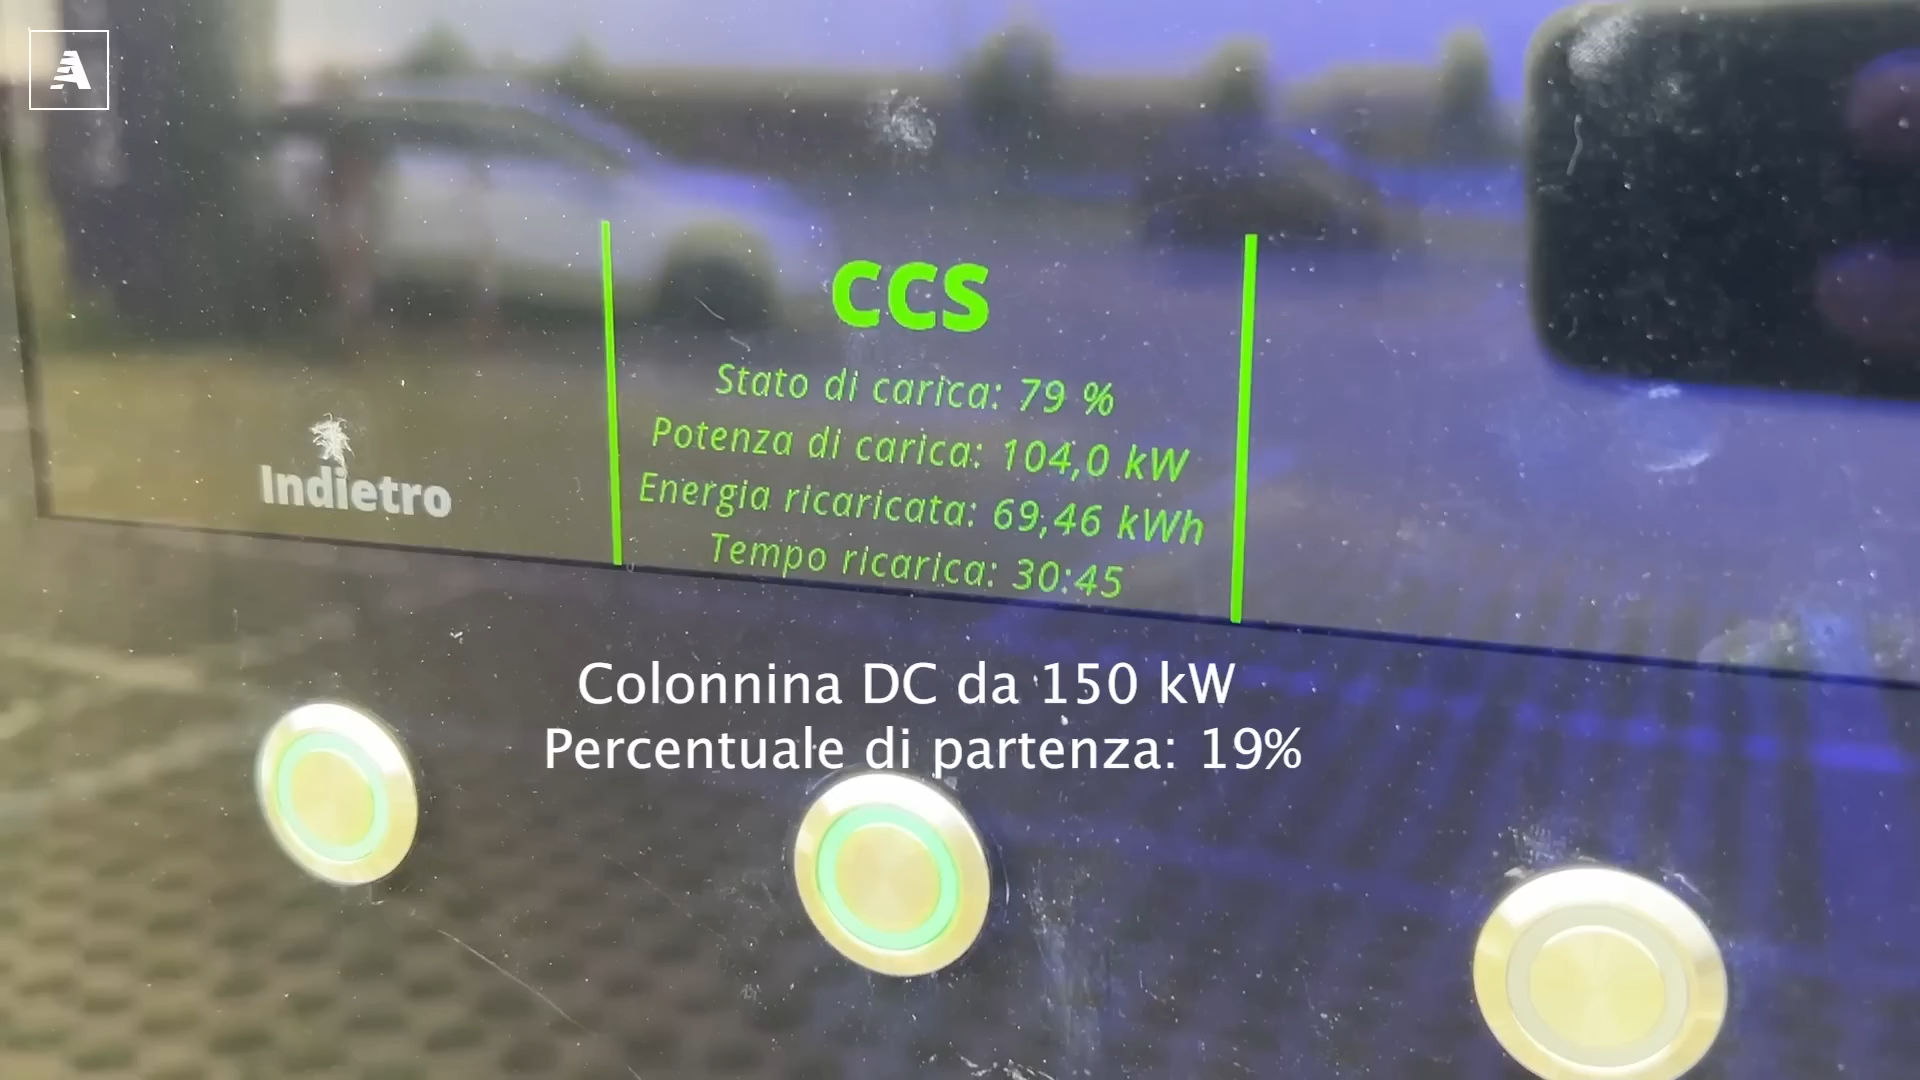 A
CCS
Stato di carica: 79 %
Potenza di carica: 104,0 kW
Energia ricaricata: 69,46 kWh
Tempo ricarica: 30:45
Indietro
Colonnina DC da 150 kW
Percentuale di partenza: 19%